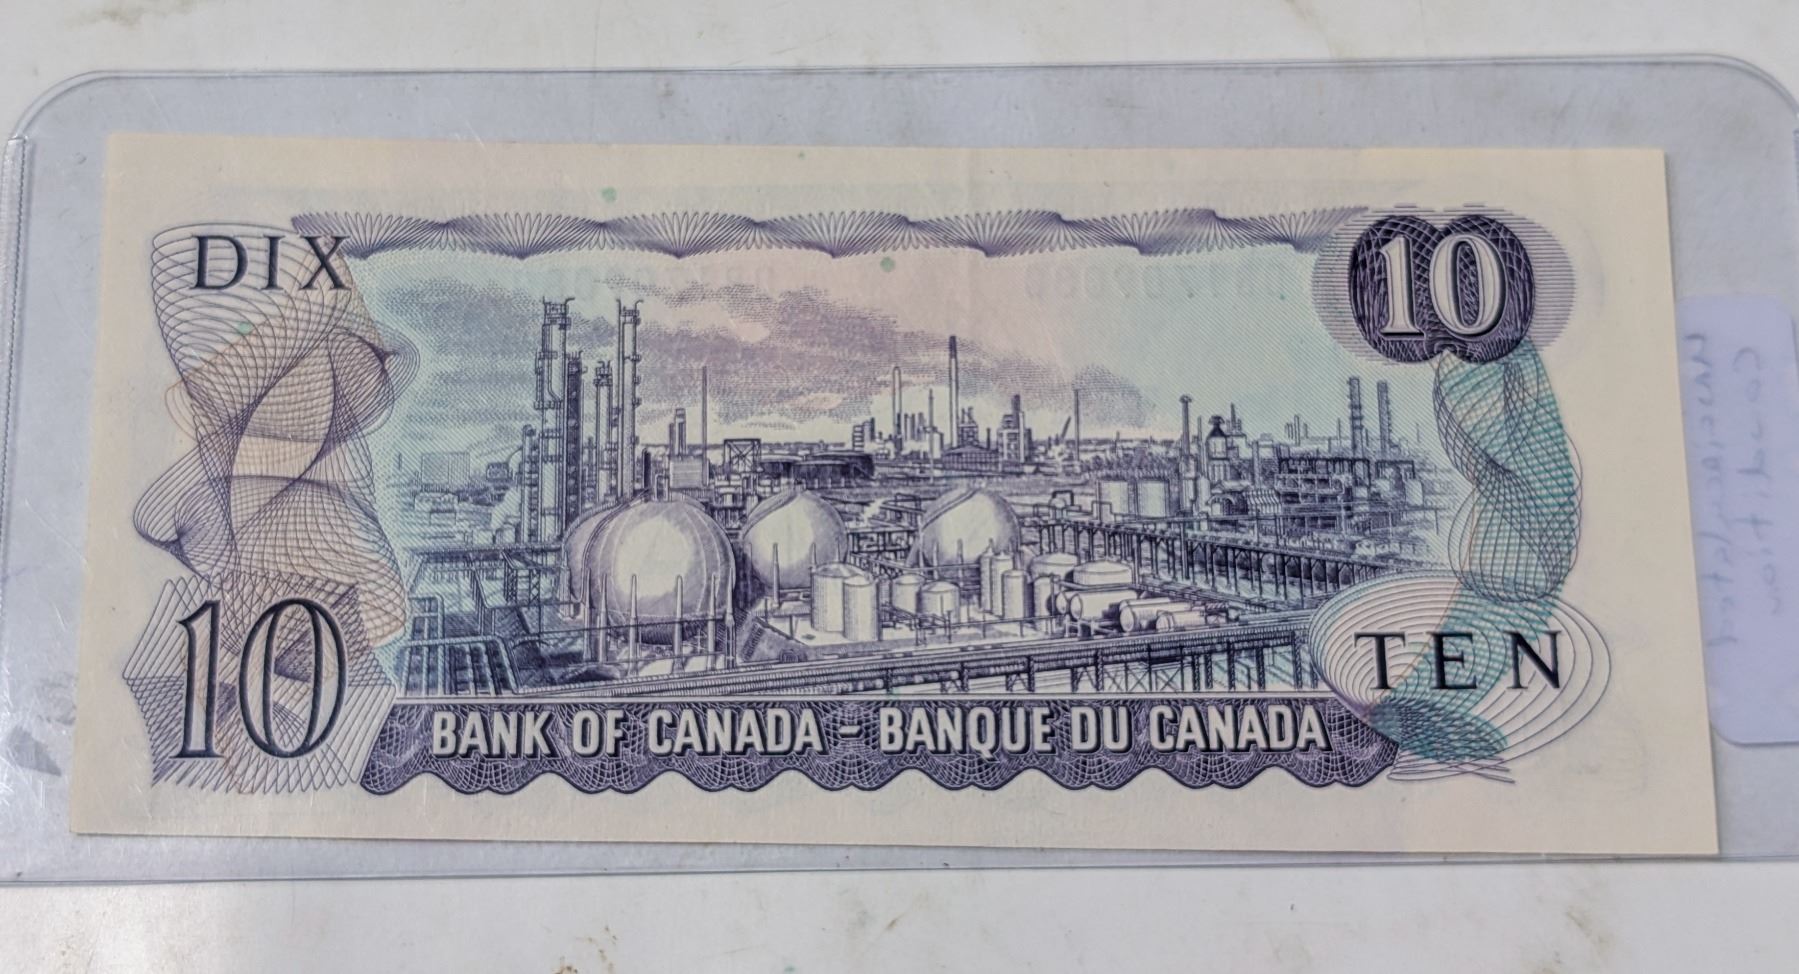 DIX
10
10
TEN
BANK OF CANADA - BANQUE DU CANADA